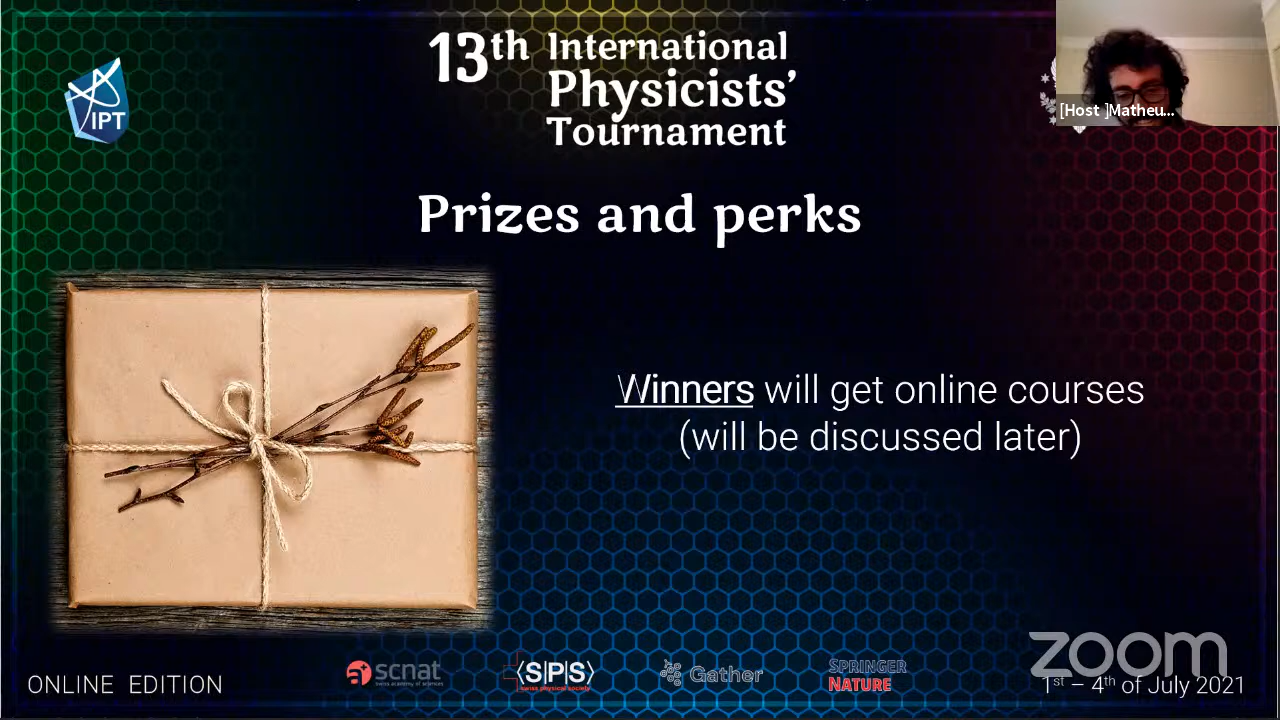 13th International
Physicists’
Tournament
IPT
[Host ]Matheu...
Prizes and perks
Winners will get online courses
(will be discussed later)
scnat
swiss academy of sciences
⟨S|P|S⟩
swiss physical society
Gather
SPRINGER
NATURE
zoom
ONLINE EDITION
1st – 4th of July 2021